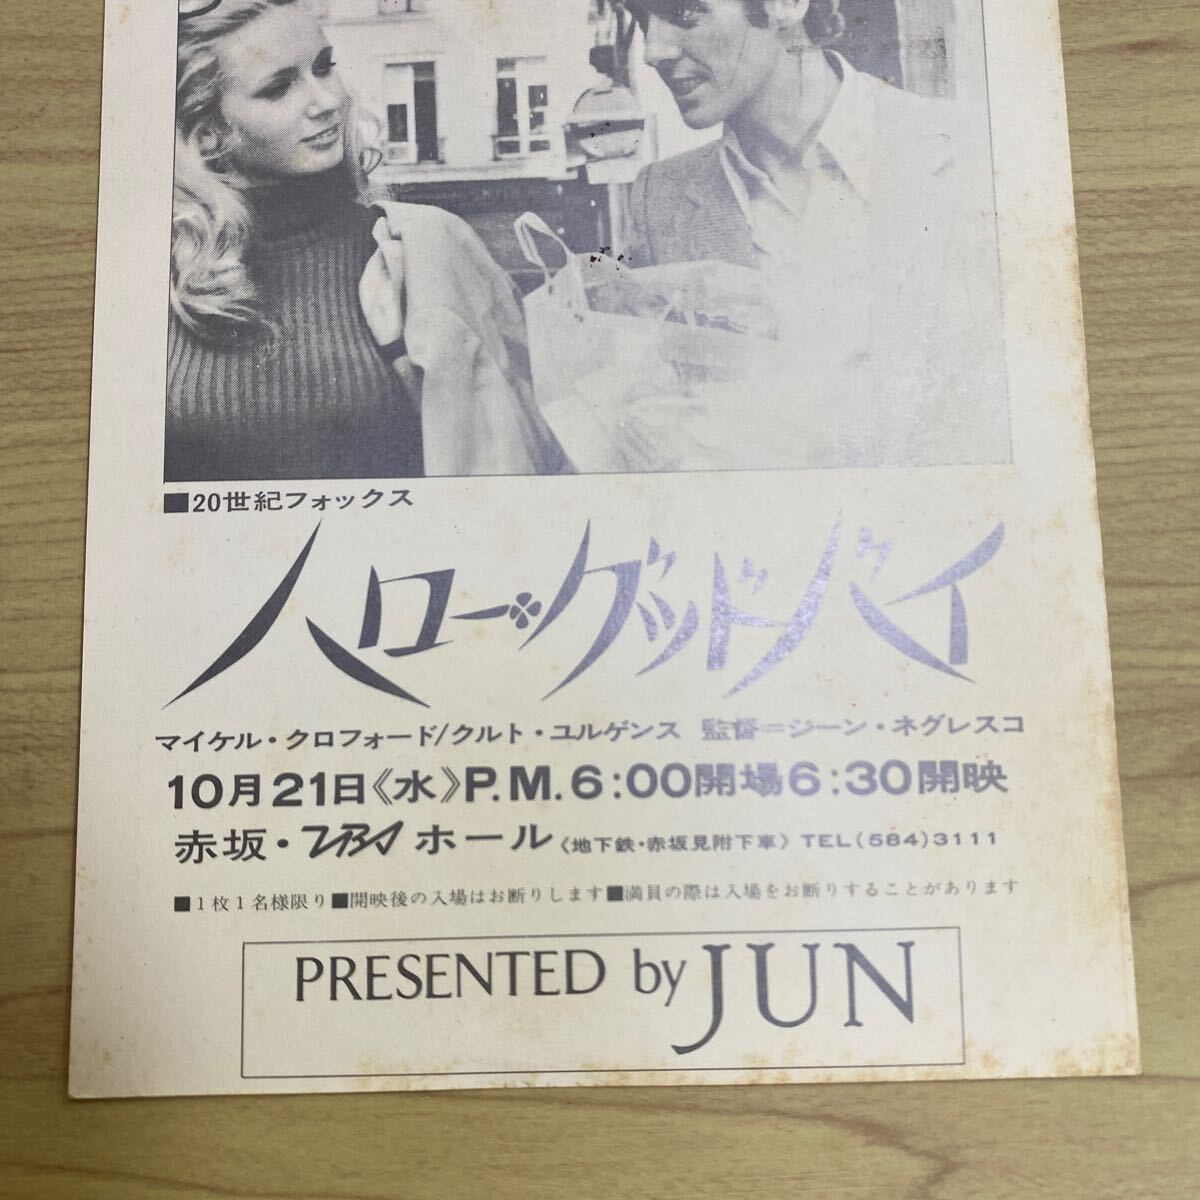 ■20世紀フォックス
ハロー・グッドバイ
マイケル・クロフォード/クルト・ユルゲンス 監督=ジーン・ネグレスコ
10月21日《水》P.M.6:00開場6:30開映
赤坂・TBSホール〈地下鉄・赤坂見附下車〉TEL(584)3111
■1枚1名様限り■開映後の入場はお断りします■満員の際は入場をお断りすることがあります
PRESENTED by JUN